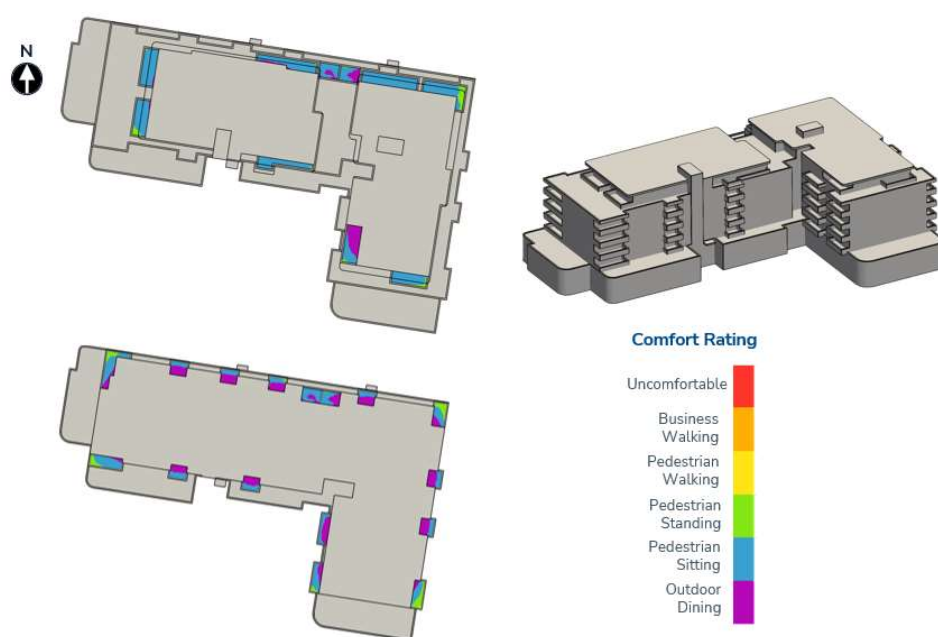 N
Comfort Rating
Uncomfortable
Business
Walking
Pedestrian
Walking
Pedestrian
Standing
Pedestrian
Sitting
Outdoor
Dining